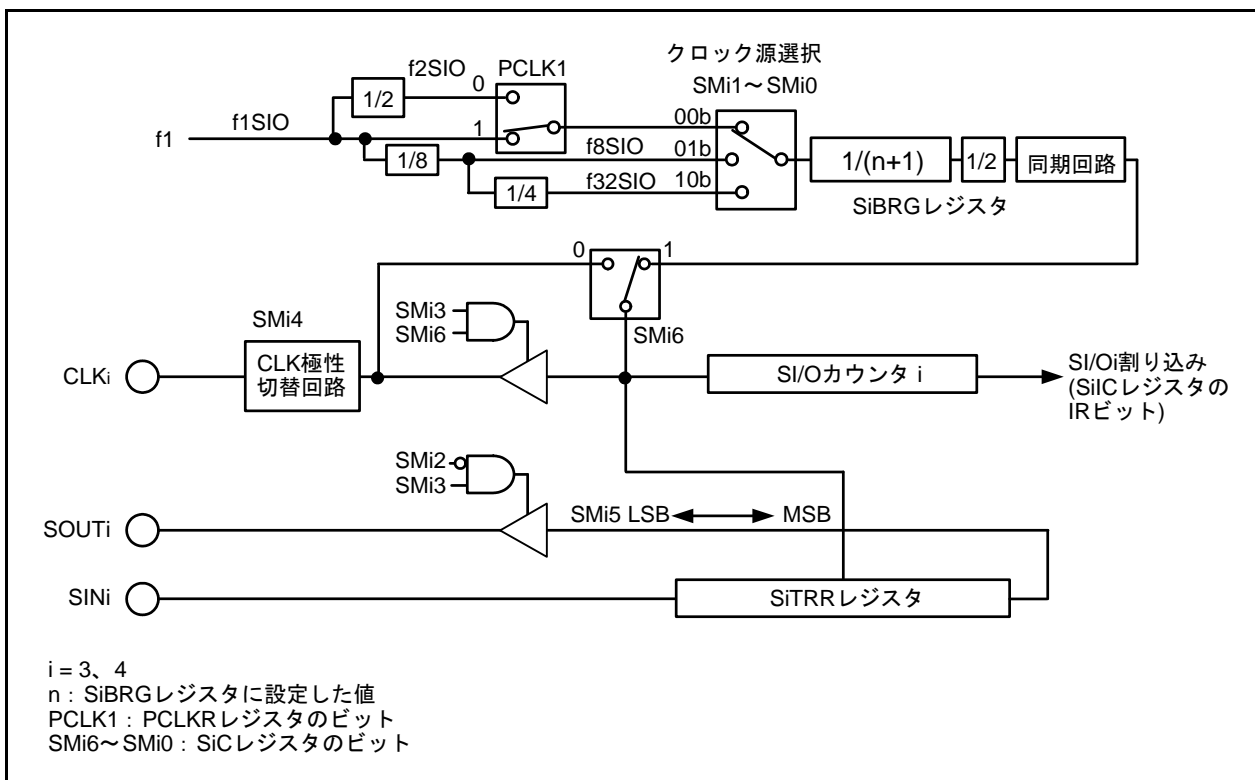 クロック源選択
f2SIO
PCLK1
SMi1～SMi0
0
1/2
f1
f1SIO
1
00b
1/8
f8SIO
01b
1/4
f32SIO
10b
1/(n+1)
1/2
同期回路
SiBRGレジスタ
0
1
SMi6
SMi4
SMi3
SMi6
CLKi
CLK極性
切替回路
SI/Oカウンタ i
SI/Oi割り込み
(SiICレジスタの
IRビット)
SMi2
SMi3
SOUTi
SMi5 LSB
MSB
SINi
SiTRRレジスタ
i = 3、4
n：SiBRGレジスタに設定した値
PCLK1：PCLKRレジスタのビット
SMi6～SMi0：SiCレジスタのビット